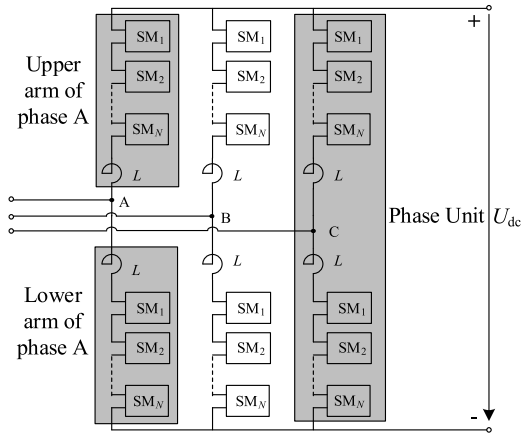 SM1 SM1 SM1 +
Upper
arm of
phase A
SM2 SM2 SM2
SMN SMN SMN
L L L
A
B
C
Phase Unit Udc
L L L
Lower
arm of
phase A
SM1 SM1 SM1
SM2 SM2 SM2
SMN SMN SMN
-